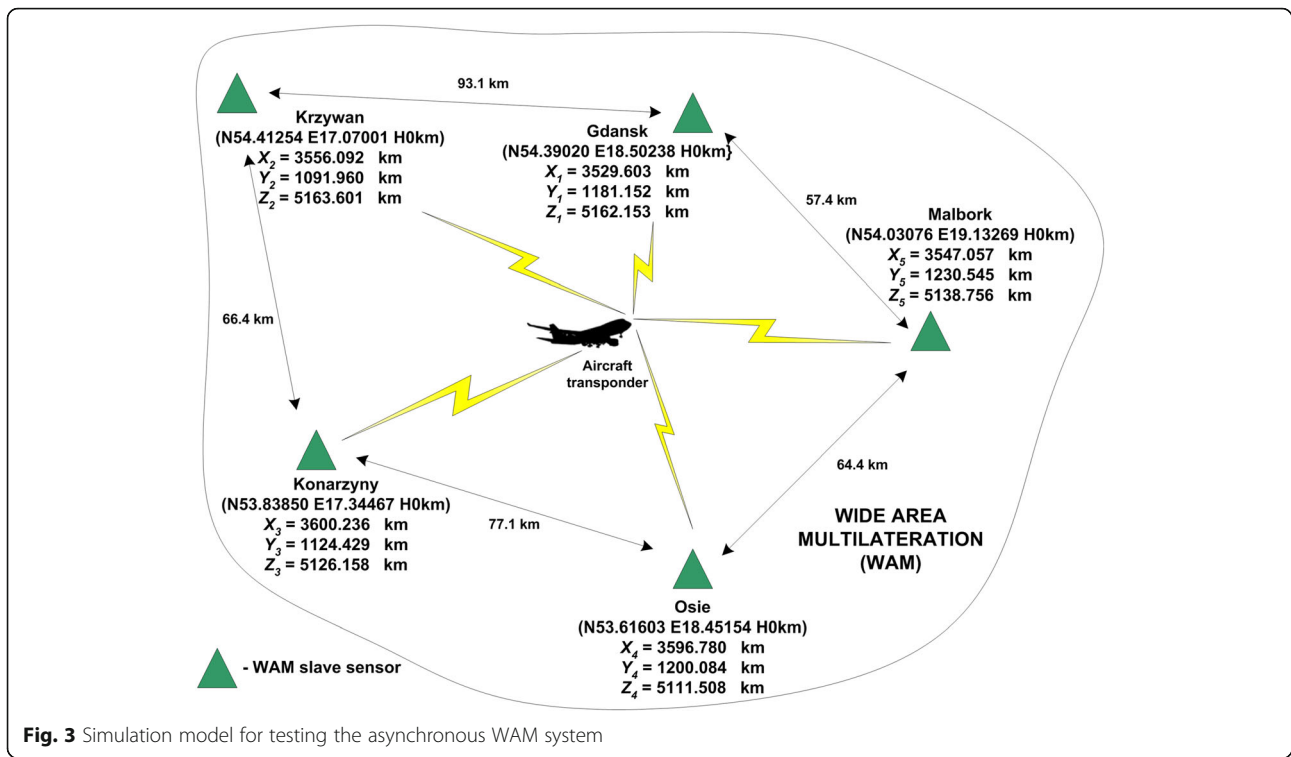 93.1 km
Krzywan
(N54.41254 E17.07001 H0km)
X2 = 3556.092 km
Y2 = 1091.960 km
Z2 = 5163.601 km
Gdansk
(N54.39020 E18.50238 H0km}
X1 = 3529.603 km
Y1 = 1181.152 km
Z1 = 5162.153 km
57.4 km
Malbork
(N54.03076 E19.13269 H0km)
X5 = 3547.057 km
Y5 = 1230.545 km
Z5 = 5138.756 km
66.4 km
Aircraft
transponder
Konarzyny
(N53.83850 E17.34467 H0km)
X3 = 3600.236 km
Y3 = 1124.429 km
Z3 = 5126.158 km
77.1 km
64.4 km
WIDE AREA
MULTILATERATION
(WAM)
Osie
(N53.61603 E18.45154 H0km)
X4 = 3596.780 km
Y4 = 1200.084 km
Z4 = 5111.508 km
- WAM slave sensor
Fig. 3 Simulation model for testing the asynchronous WAM system